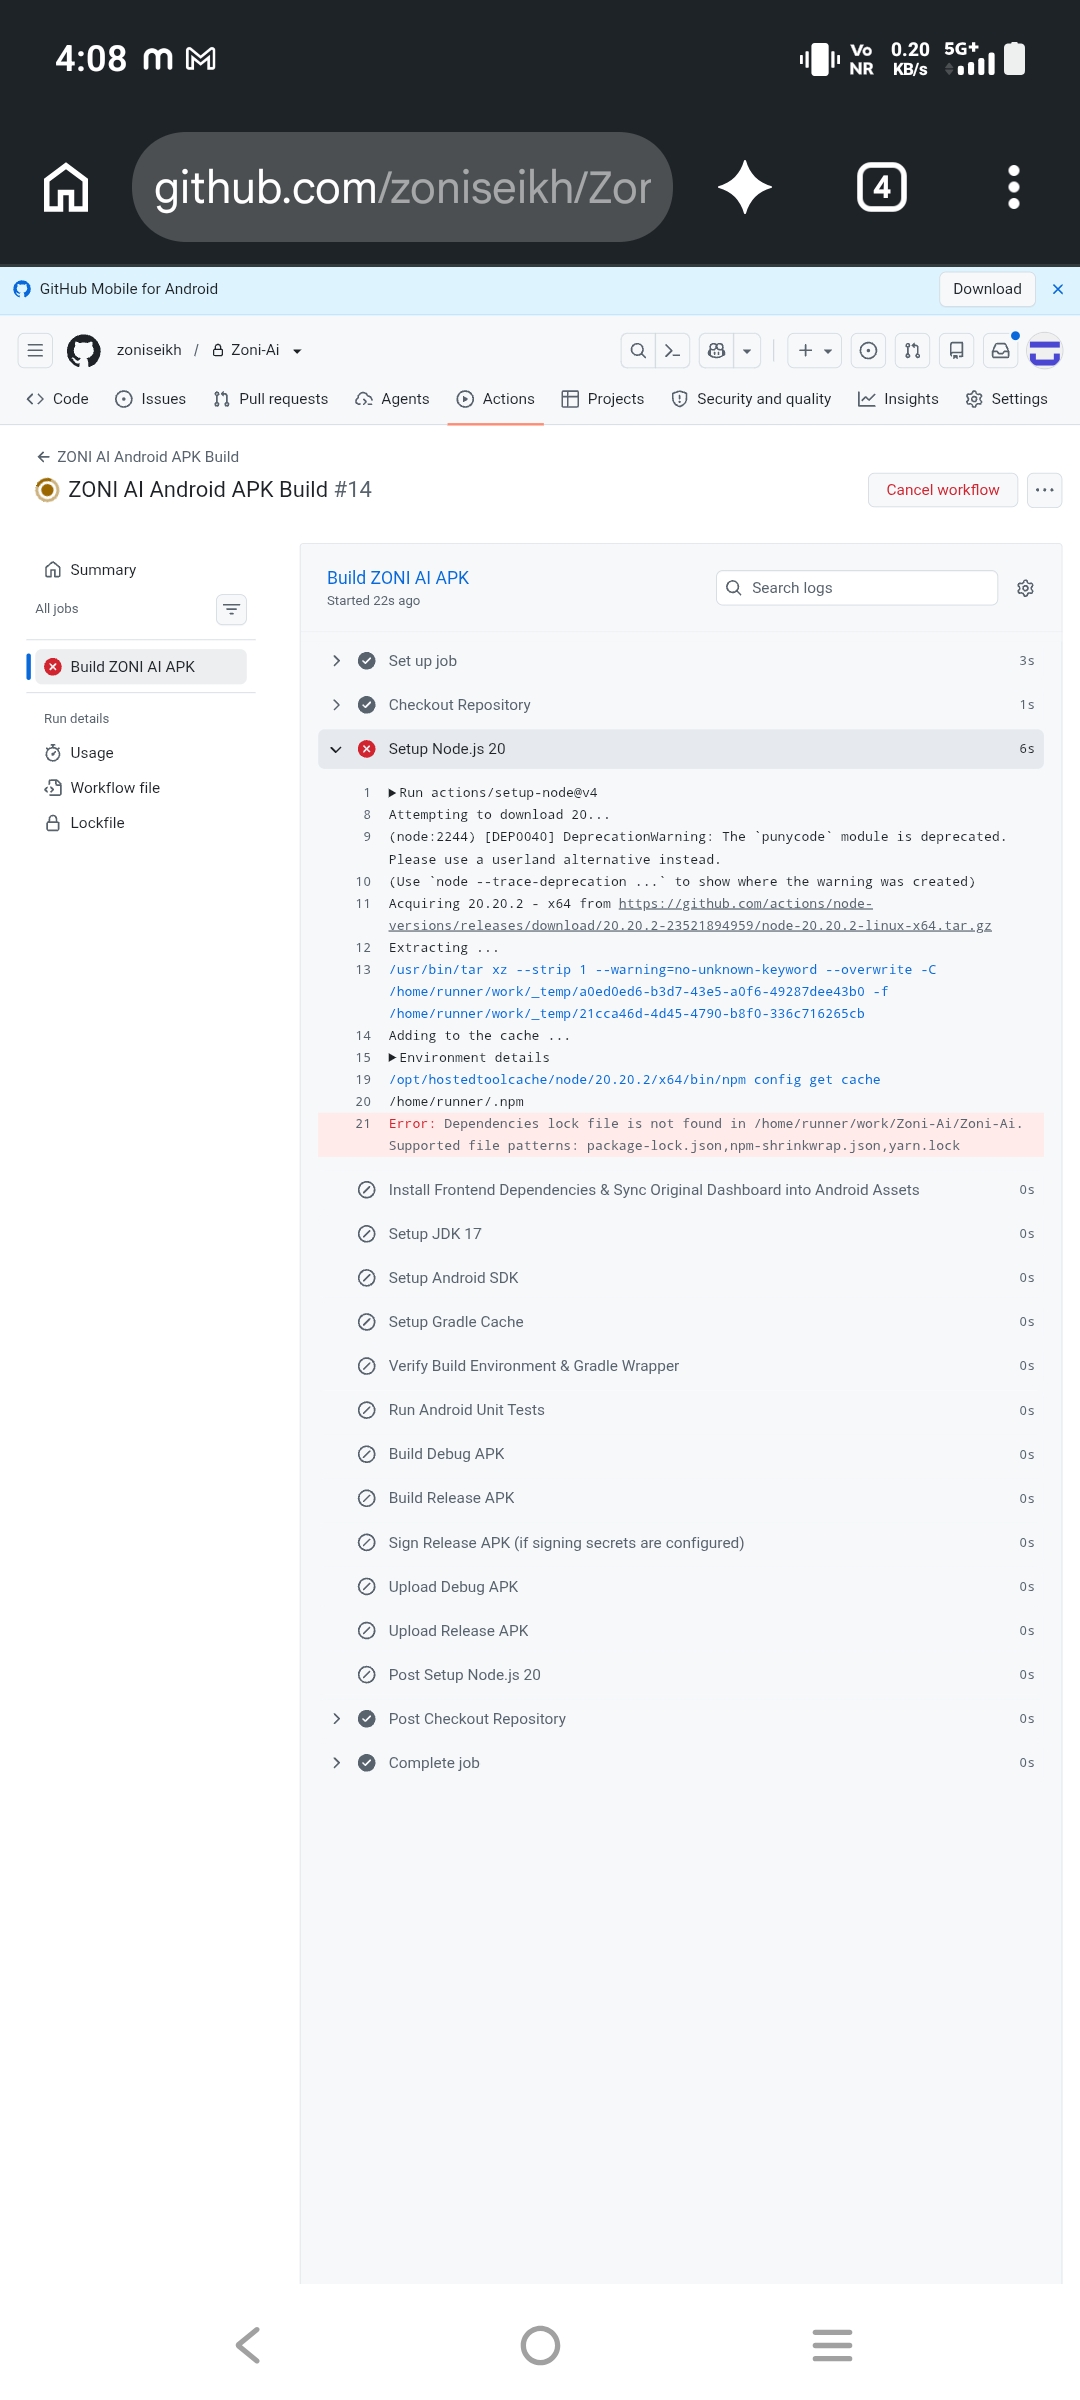 4:08
Vo NR
0.20 KB/s
5G+
github.com/zoniseikh/Zor
4
GitHub Mobile for Android
Download
zoniseikh / Zoni-Ai
Code
Issues
Pull requests
Agents
Actions
Projects
Security and quality
Insights
Settings
ZONI AI Android APK Build
ZONI AI Android APK Build #14
Cancel workflow
Summary
All jobs
Build ZONI AI APK
Run details
Usage
Workflow file
Lockfile
Build ZONI AI APK
Started 22s ago
Search logs
Set up job 3s
Checkout Repository 1s
Setup Node.js 20 6s
1 Run actions/setup-node@v4
8 Attempting to download 20...
9 (node:2244) [DEP0040] DeprecationWarning: The `punycode` module is deprecated.
Please use a userland alternative instead.
10 (Use `node --trace-deprecation ...` to show where the warning was created)
11 Acquiring 20.20.2 - x64 from https://github.com/actions/node-
versions/releases/download/20.20.2-23521894959/node-20.20.2-linux-x64.tar.gz
12 Extracting ...
13 /usr/bin/tar xz --strip 1 --warning=no-unknown-keyword --overwrite -C
/home/runner/work/_temp/a0ed0ed6-b3d7-43e5-a0f6-49287dee43b0 -f
/home/runner/work/_temp/21cca46d-4d45-4790-b8f0-336c716265cb
14 Adding to the cache ...
15 Environment details
19 /opt/hostedtoolcache/node/20.20.2/x64/bin/npm config get cache
20 /home/runner/.npm
21 Error: Dependencies lock file is not found in /home/runner/work/Zoni-Ai/Zoni-Ai.
Supported file patterns: package-lock.json,npm-shrinkwrap.json,yarn.lock
Install Frontend Dependencies & Sync Original Dashboard into Android Assets 0s
Setup JDK 17 0s
Setup Android SDK 0s
Setup Gradle Cache 0s
Verify Build Environment & Gradle Wrapper 0s
Run Android Unit Tests 0s
Build Debug APK 0s
Build Release APK 0s
Sign Release APK (if signing secrets are configured) 0s
Upload Debug APK 0s
Upload Release APK 0s
Post Setup Node.js 20 0s
Post Checkout Repository 0s
Complete job 0s